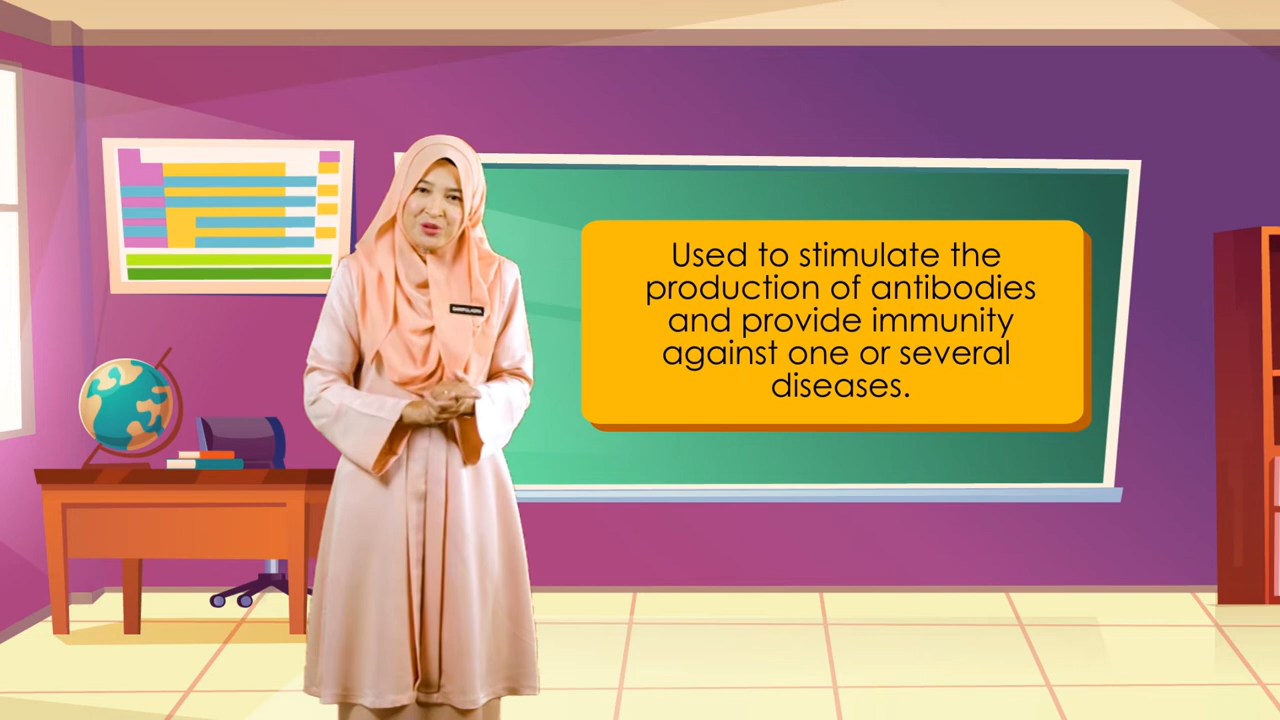 Used to stimulate the
production of antibodies
and provide immunity
against one or several
diseases.